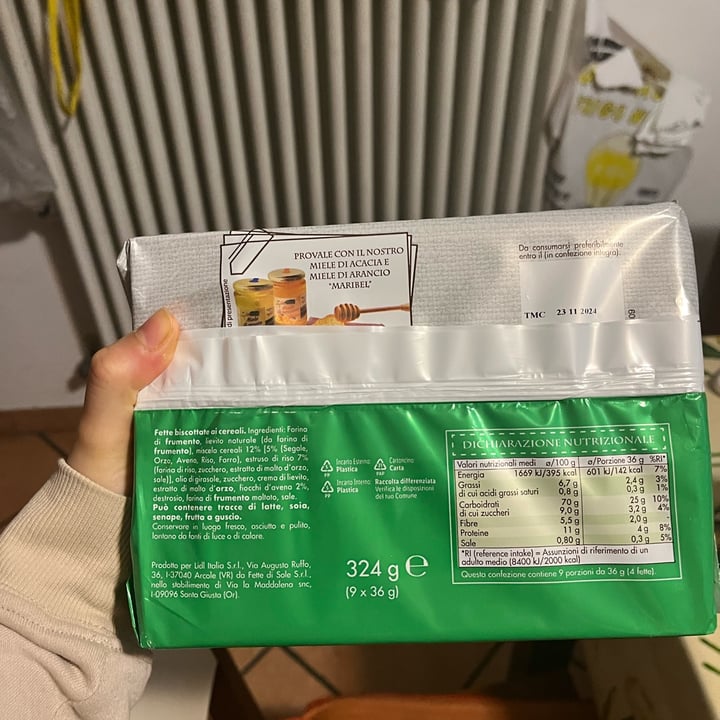 PROVALE CON IL NOSTRO
MIELE DI ACACIA E
MIELE DI ARANCIO
"MARIBEL"
di presentazione
Da consumarsi preferibilmente
entro il (in confezione integra).
TMC 23 11 2024
Fette biscottate ai cereali. Ingredienti: Farina
di frumento, lievito naturale (da farina di
frumento), miscela cereali 12% [5% (Segale,
Orzo, Avena, Riso, Farro), estruso di riso 7%
(farina di riso, zucchero, estratto di malto d'orzo,
sale)], olio di girasole, zucchero, crema di lievito,
estratto di malto d'orzo, fiocchi d'avena 2%,
destrosio, farina di frumento maltato, sale.
Può contenere tracce di latte, soia,
senape, frutta a guscio.
Conservare in luogo fresco, asciutto e pulito,
lontano da fonti di luce o di calore.
Prodotto per Lidl Italia S.r.l., Via Augusto Ruffo,
36, I-37040 Arcole (VR) da Fette di Sole S.r.l.,
nello stabilimento di Via la Maddalena snc,
I-09096 Santa Giusta (Or).
Incarto Esterno:
Plastica
PP
Cartoncino
Carta
PAP
Incarto Interno:
Plastica
PP
Raccolta differenziata
Verifica le disposizioni
del tuo Comune
324 g e
(9 x 36 g)
DICHIARAZIONE NUTRIZIONALE
Valori nutrizionali medi ø/100 g ø/Porzione 36 g %RI*
Energia 1669 kJ/395 kcal 601 kJ/142 kcal 7%
Grassi 6,7 g 2,4 g 3%
di cui acidi grassi saturi 0,8 g 0,3 g 1%
Carboidrati 70 g 25 g 10%
di cui zuccheri 9,0 g 3,2 g 4%
Fibre 5,5 g 2,0 g
Proteine 11 g 4 g 8%
Sale 0,80 g 0,3 g 5%
*RI (reference intake) = Assunzioni di riferimento di un
adulto medio (8400 kJ/2000 kcal)
Questa confezione contiene 9 porzioni da 36 g (4 fette).